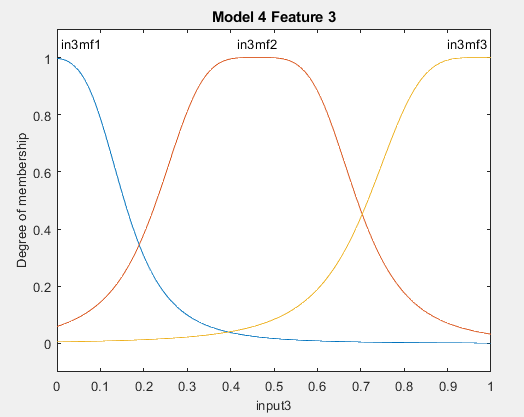 Model 4 Feature 3
in3mf1 in3mf2 in3mf3
1
0.8
0.6
0.4
0.2
0
Degree of membership
0 0.1 0.2 0.3 0.4 0.5 0.6 0.7 0.8 0.9 1
input3